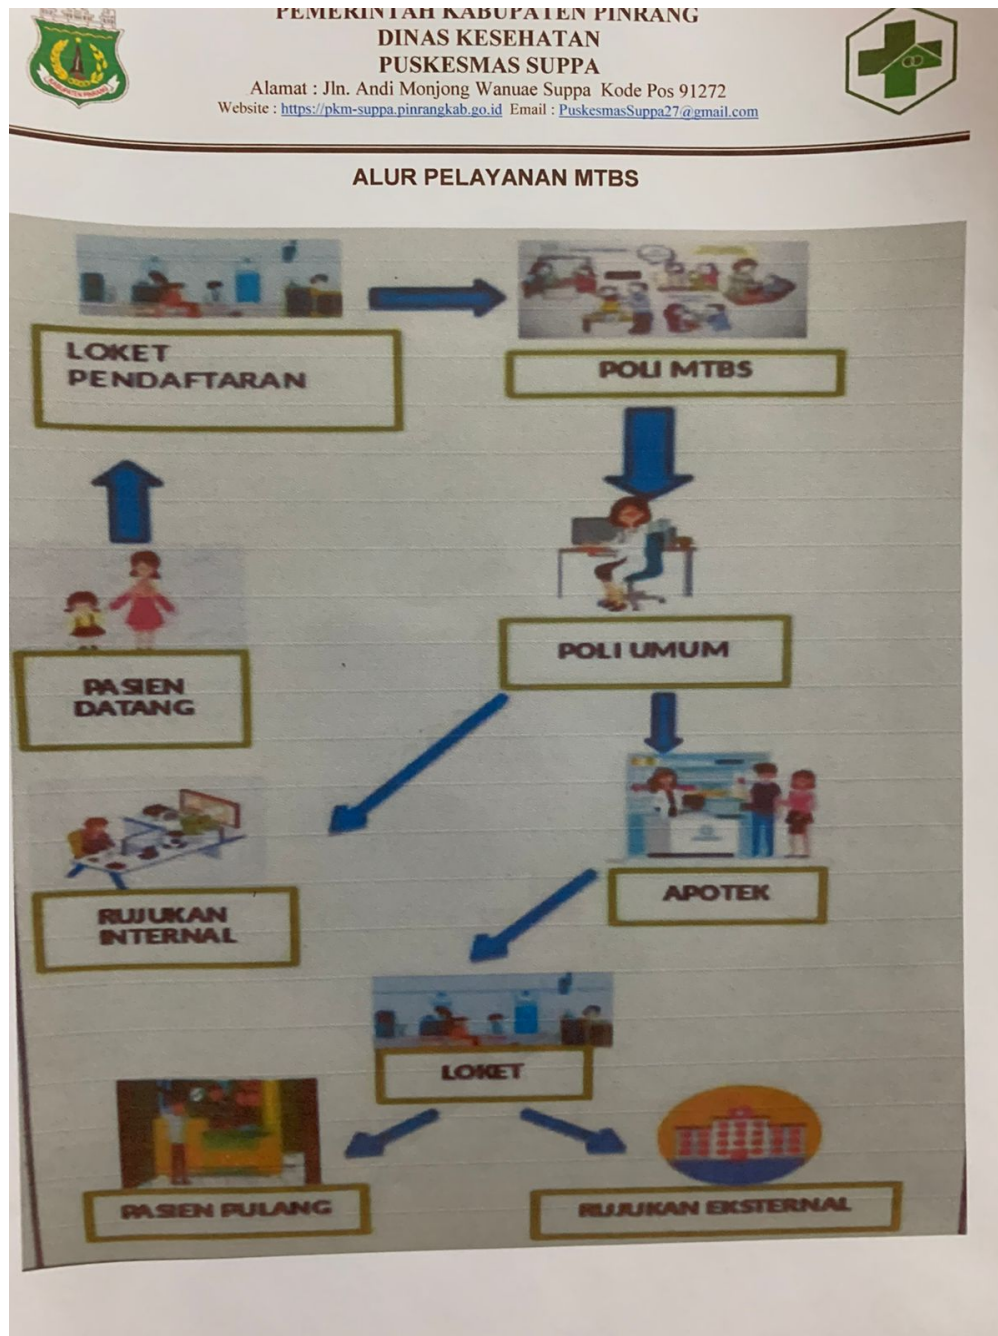 PEMERINTAH KABUPATEN PINRANG
DINAS KESEHATAN
PUSKESMAS SUPPA
Alamat : Jln. Andi Monjong Wanuae Suppa Kode Pos 91272
Website : https://pkm-suppa.pinrangkab.go.id Email : PuskesmasSuppa27@gmail.com
KABUPATEN PINRANG
ALUR PELAYANAN MTBS
LOKET
PENDAFTARAN
POLI MTBS
PASIEN
DATANG
POLI UMUM
RUJUKAN
INTERNAL
APOTEK
LOKET
PASIEN PULANG
RUJUKAN EKSTERNAL